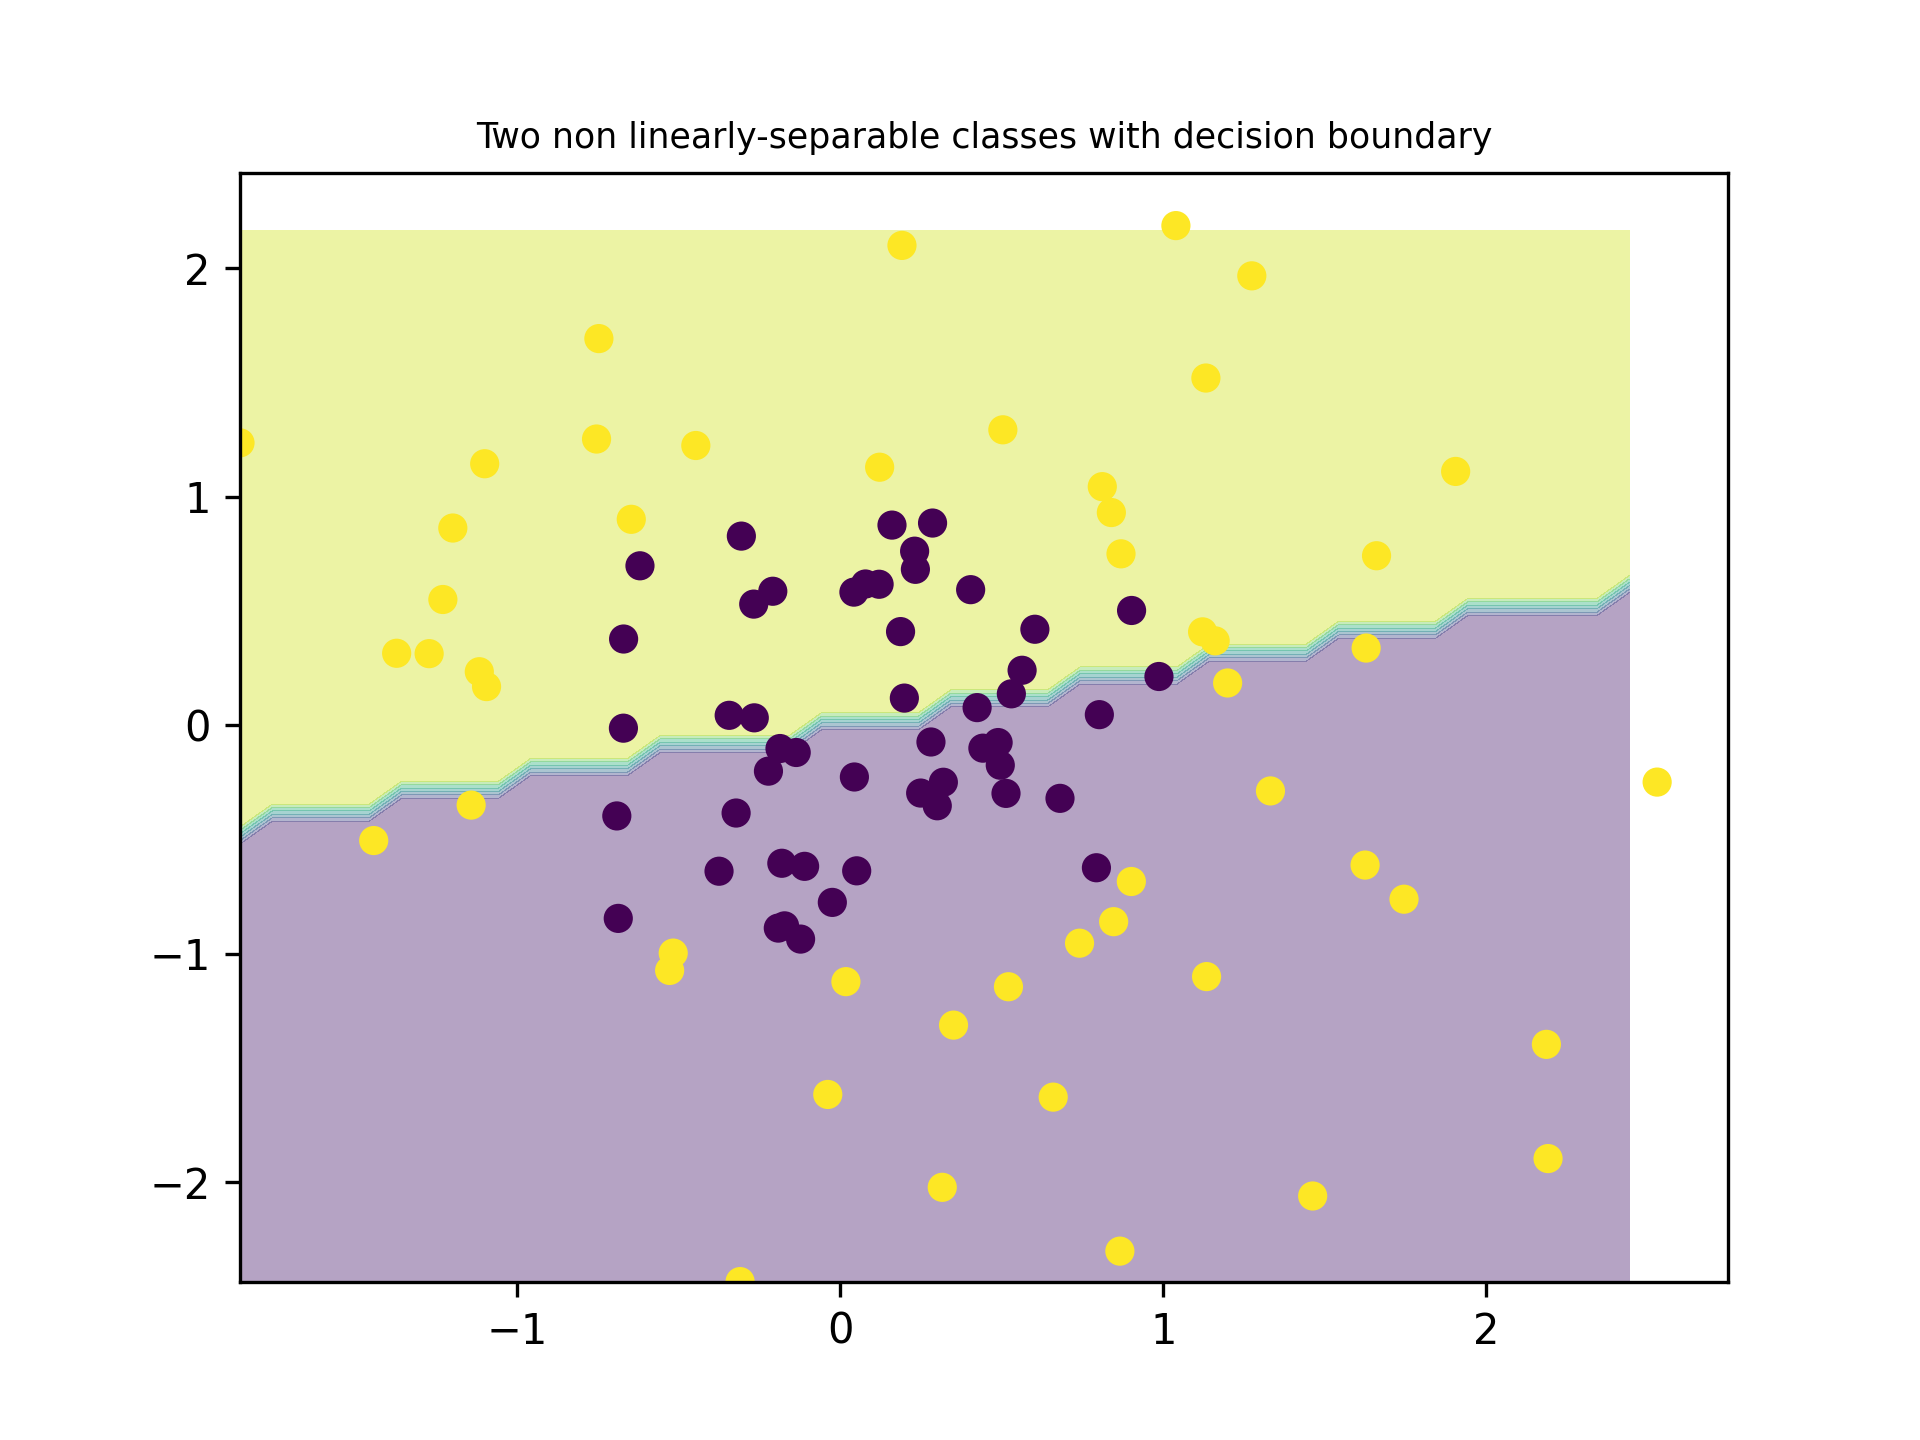 Two non linearly-separable classes with decision boundary
2
1
0
−1
−2
−1 0 1 2